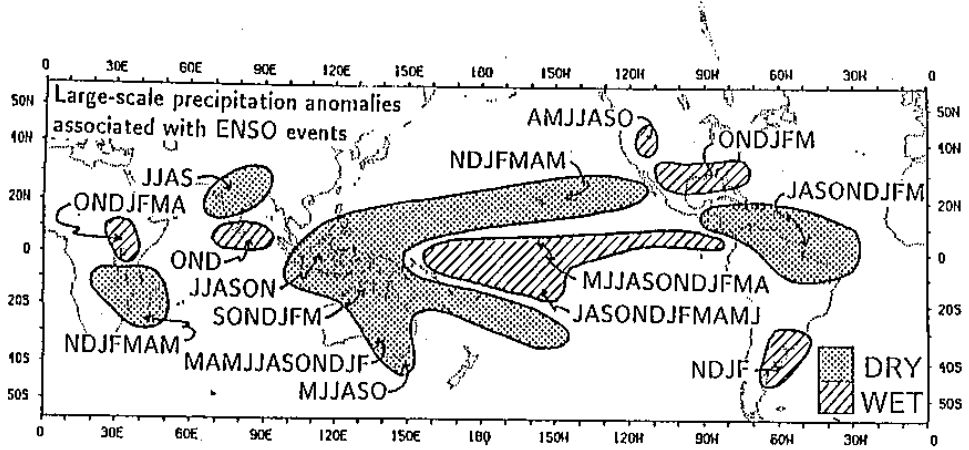 0 30E 60E 90E 120E 150E 180 150W 120W 90W 60W 30W 0
50N 50N
Large-scale precipitation anomalies
associated with ENSO events
AMJJASO
ONDJFM
40N 40N
NDJFMAM
JJAS
JASONDJFM
20N 20N
ONDJFMA
OND
0 0
JJASON
MJJASONDJFMA
SONDJFM
JASONDJFMAMJ
20S 20S
NDJFMAM
MAMJJASONDJF
NDJF
DRY
40S 40S
MJJASO
WET
50S 50S
0 30E 60E 90E 120E 150E 180 150W 120W 90W 60W 30W 0